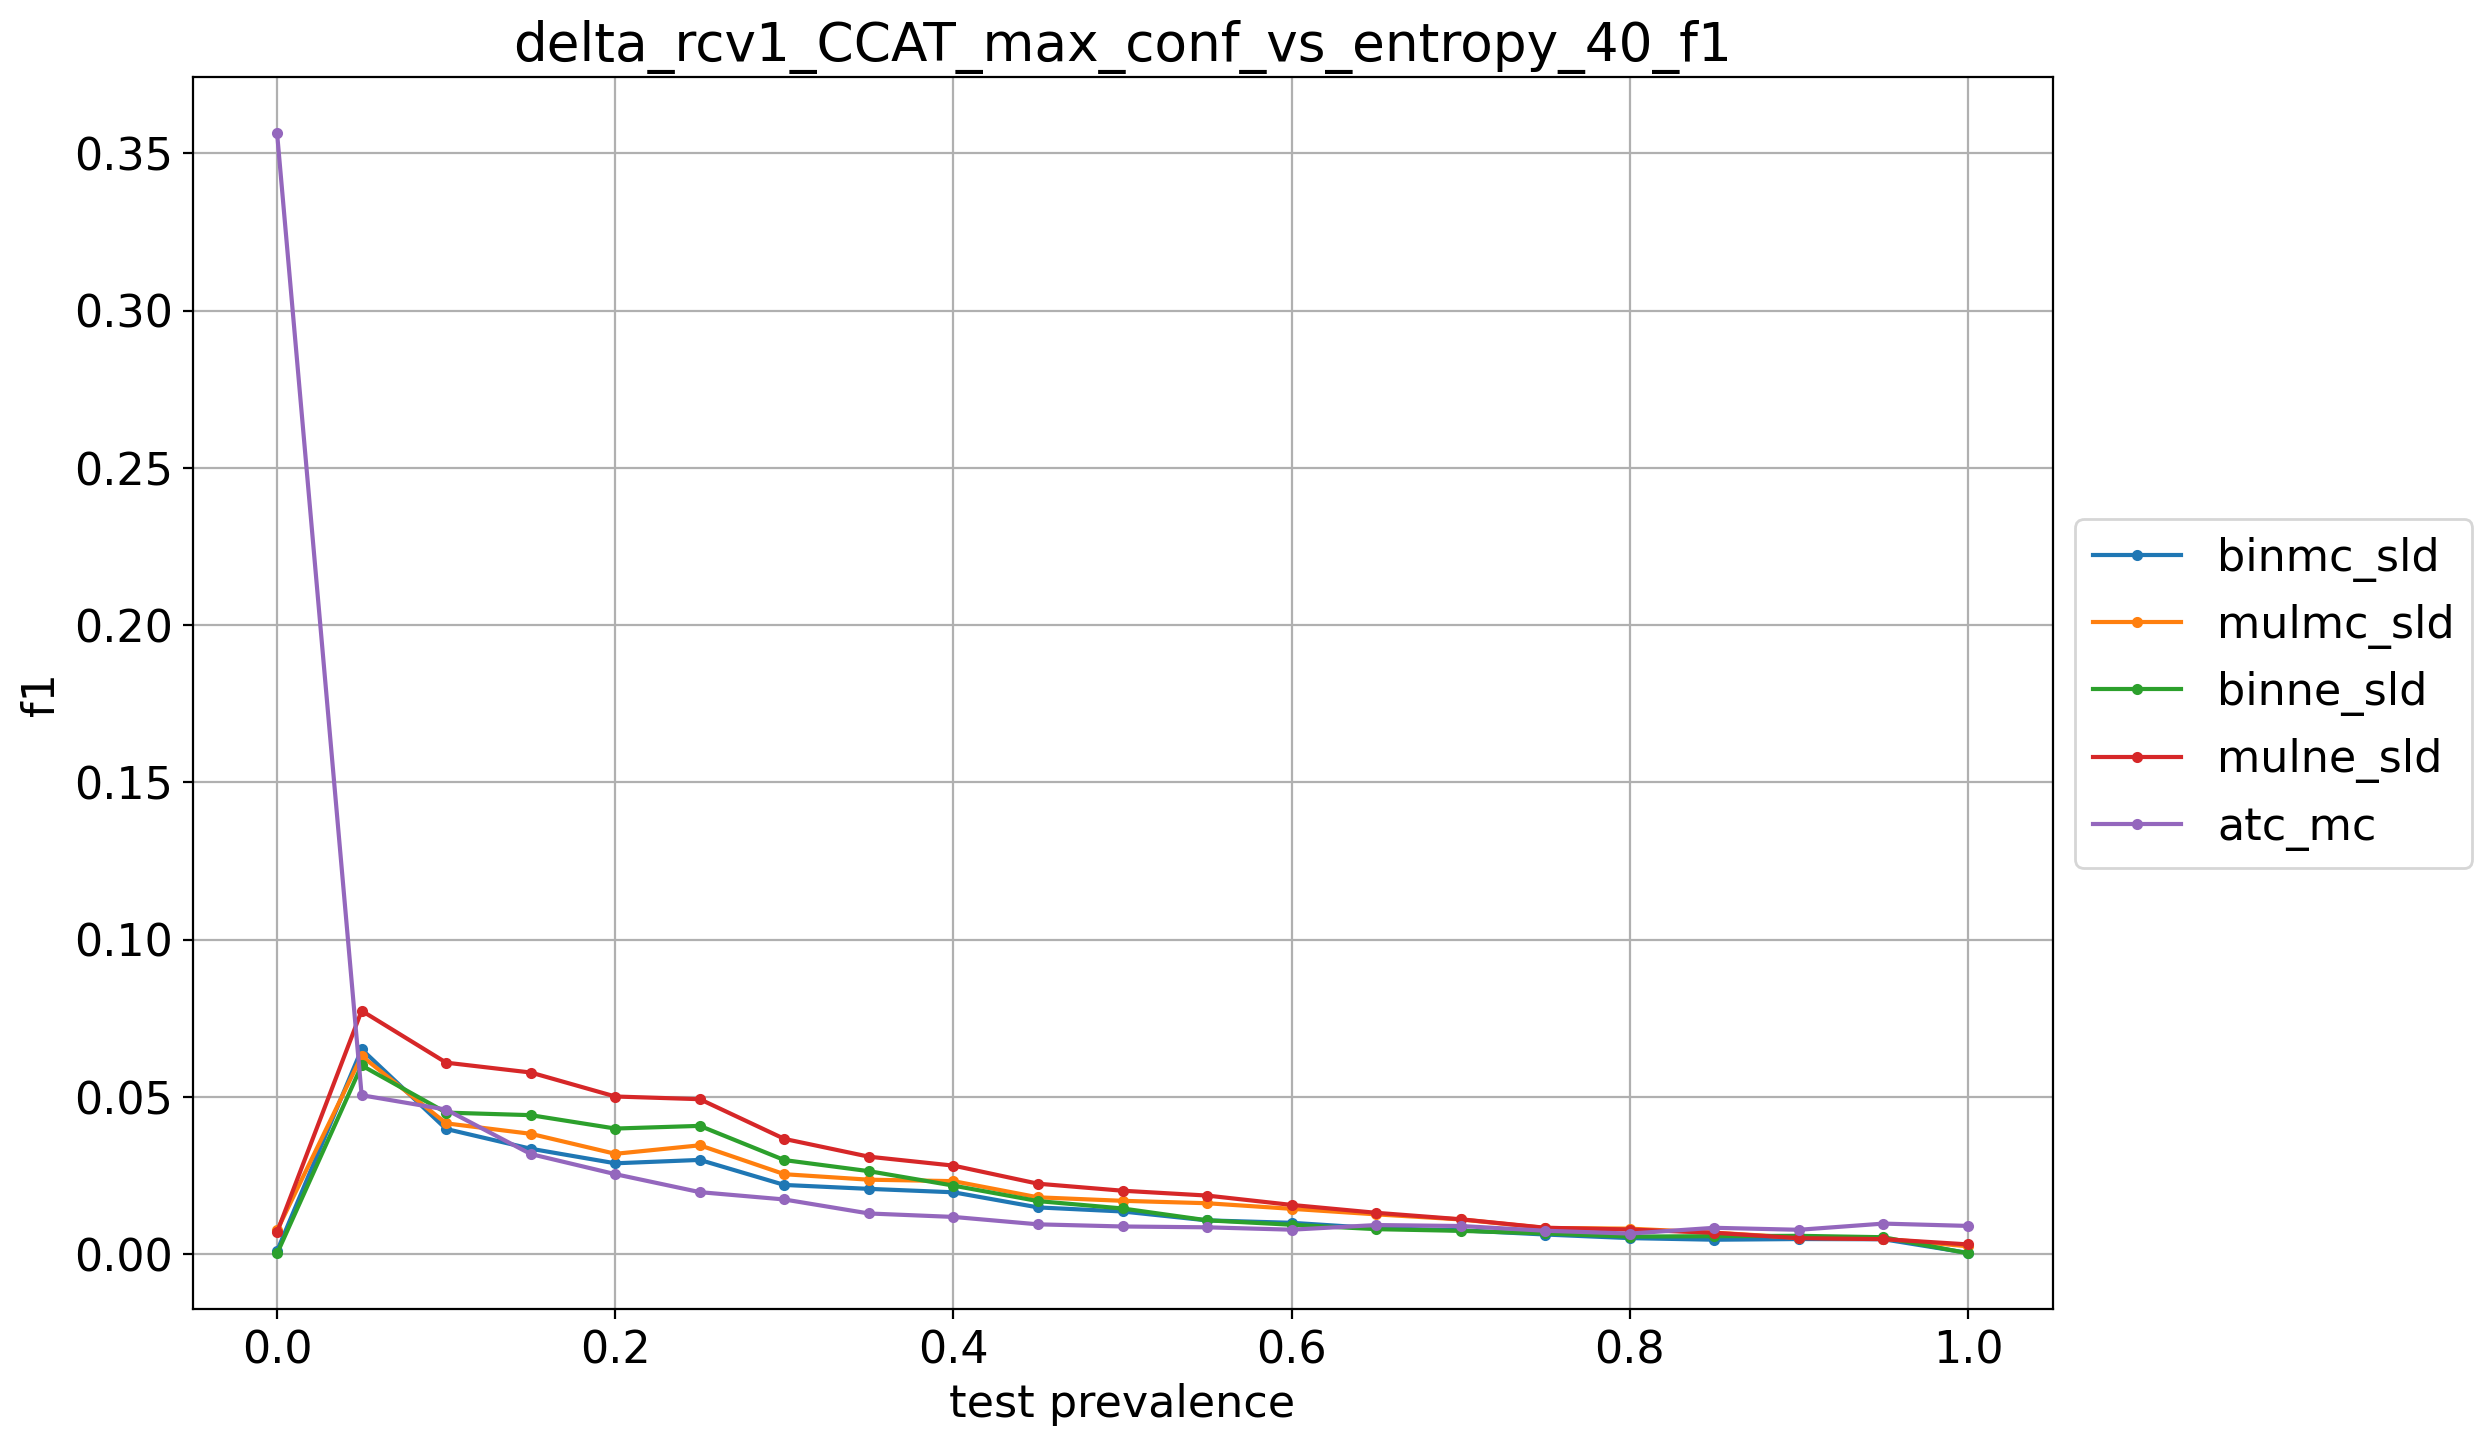 delta_rcv1_CCAT_max_conf_vs_entropy_40_f1
0.35
0.30
0.25
0.20
0.15
0.10
0.05
0.00
f1
0.0 0.2 0.4 0.6 0.8 1.0
test prevalence
binmc_sld
mulmc_sld
binne_sld
mulne_sld
atc_mc